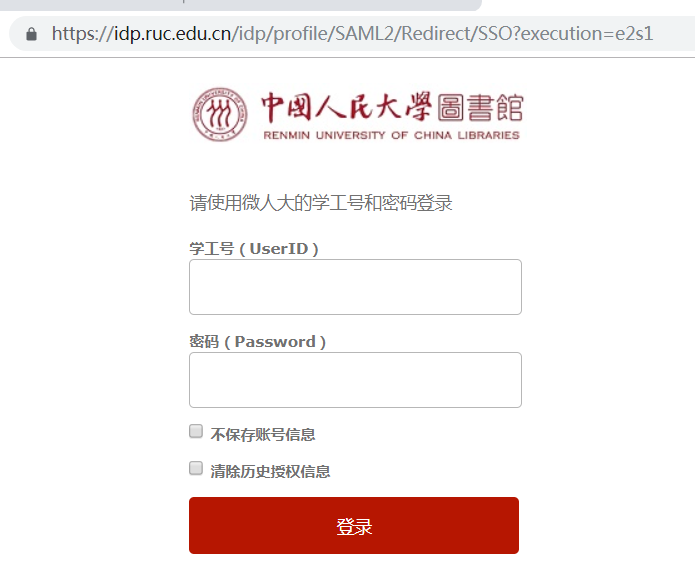 https://idp.ruc.edu.cn/idp/profile/SAML2/Redirect/SSO?execution=e2s1
中國人民大學圖書館
RENMIN UNIVERSITY OF CHINA LIBRARIES
请使用微人大的学工号和密码登录
学工号（UserID）
密码（Password）
不保存账号信息
清除历史授权信息
登录